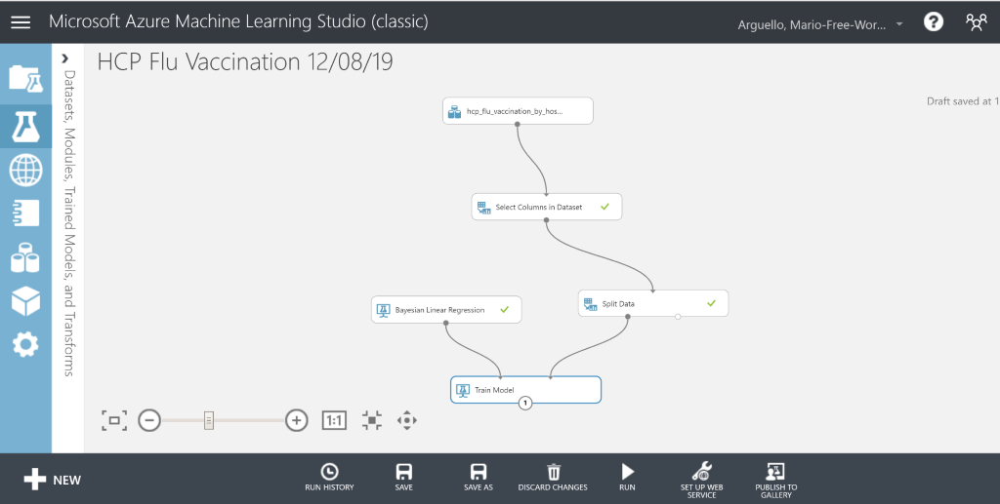 Microsoft Azure Machine Learning Studio (classic)
Arguello, Mario-Free-Wor...
?
HCP Flu Vaccination 12/08/19
Draft saved at 1
Datasets, Modules, Trained Models, and Transforms
hcp_flu_vaccination_by_hos...
Select Columns in Dataset
Bayesian Linear Regression
Split Data
Train Model
1
1:1
NEW
RUN HISTORY
SAVE
SAVE AS
DISCARD CHANGES
RUN
SET UP WEB
SERVICE
PUBLISH TO
GALLERY